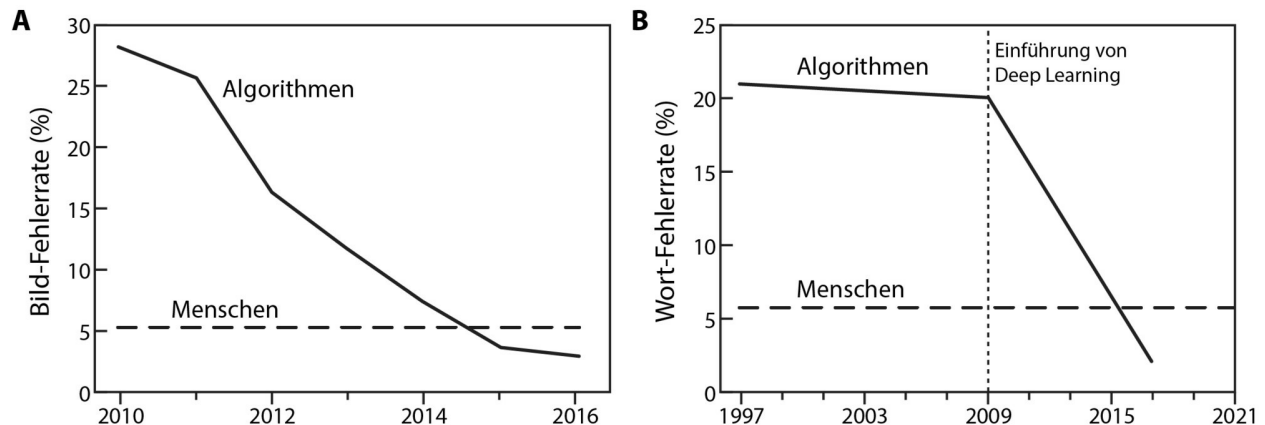 A
Bild-Fehlerrate (%)
30
25
20
15
10
5
0
Algorithmen
Menschen
2010
2012
2014
2016
B
Wort-Fehlerrate (%)
25
20
15
10
5
0
Algorithmen
Einführung von
Deep Learning
Menschen
1997
2003
2009
2015
2021